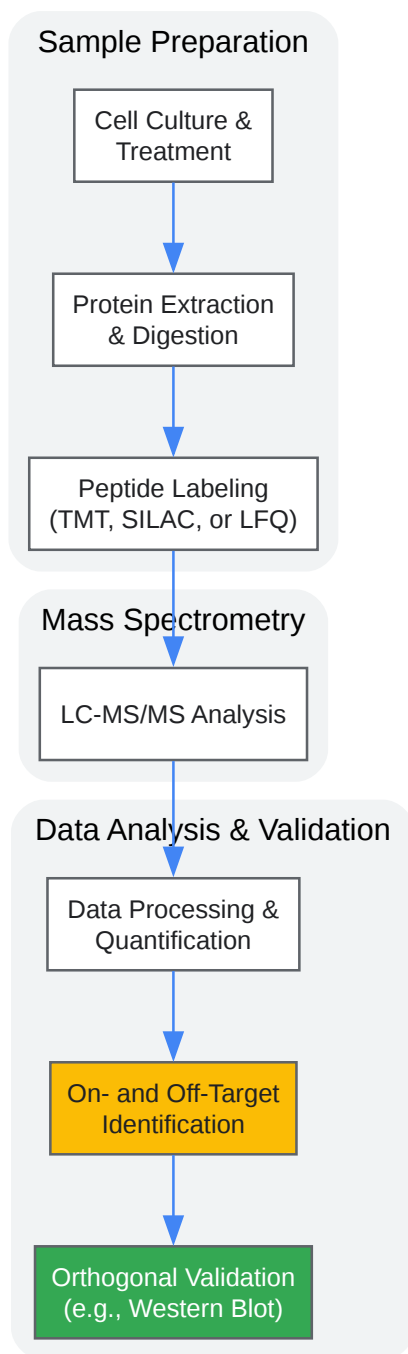 Sample Preparation
Cell Culture &
Treatment
Protein Extraction
& Digestion
Peptide Labeling
(TMT, SILAC, or LFQ)
Mass Spectrometry
LC-MS/MS Analysis
Data Analysis & Validation
Data Processing &
Quantification
On- and Off-Target
Identification
Orthogonal Validation
(e.g., Western Blot)